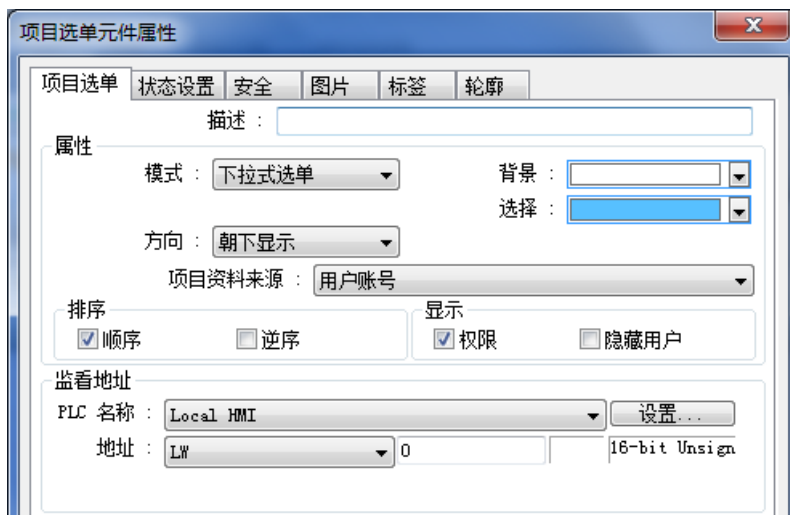 项目选单元件属性
项目选单 状态设置 安全 图片 标签 轮廓
描述 :
属性
模式 : 下拉式选单 背景 :
选择 :
方向 : 朝下显示
项目资料来源 : 用户账号
排序 显示
顺序 逆序 权限 隐藏用户
监看地址
PLC 名称 : Local HMI 设置...
地址 : LW 0 16-bit Unsign